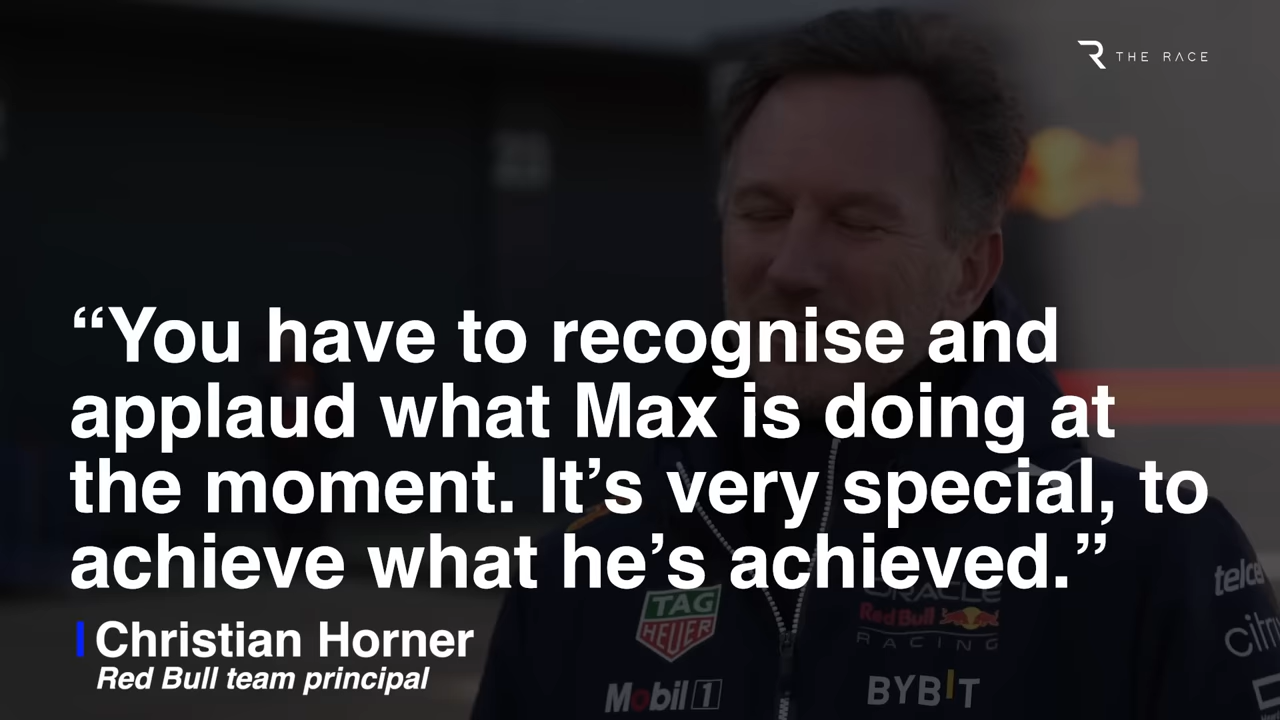 THE RACE
“You have to recognise and
applaud what Max is doing at
the moment. It’s very special, to
achieve what he’s achieved.”
Christian Horner
Red Bull team principal
TAG
HEUER
ORACLE
Red Bull
RACING
Mobil 1
BYBIT